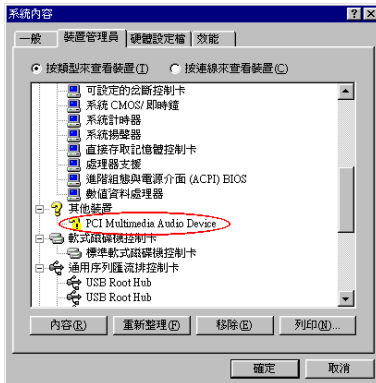 系統內容
一般 裝置管理員 硬體設定檔 效能
按類型來查看裝置(T) 按連線來查看裝置(C)
可設定的岔斷控制卡
系統 CMOS/即時鐘
系統計時器
系統揚聲器
直接存取記憶體控制卡
處理器支援
進階組態與電源介面 (ACPI) BIOS
數值資料處理器
其他裝置
PCI Multimedia Audio Device
軟式磁碟機控制卡
標準軟式磁碟機控制卡
通用序列匯流排控制卡
USB Root Hub
USB Root Hub
內容(R) 重新整理(F) 移除(E) 列印(N)...
確定 取消